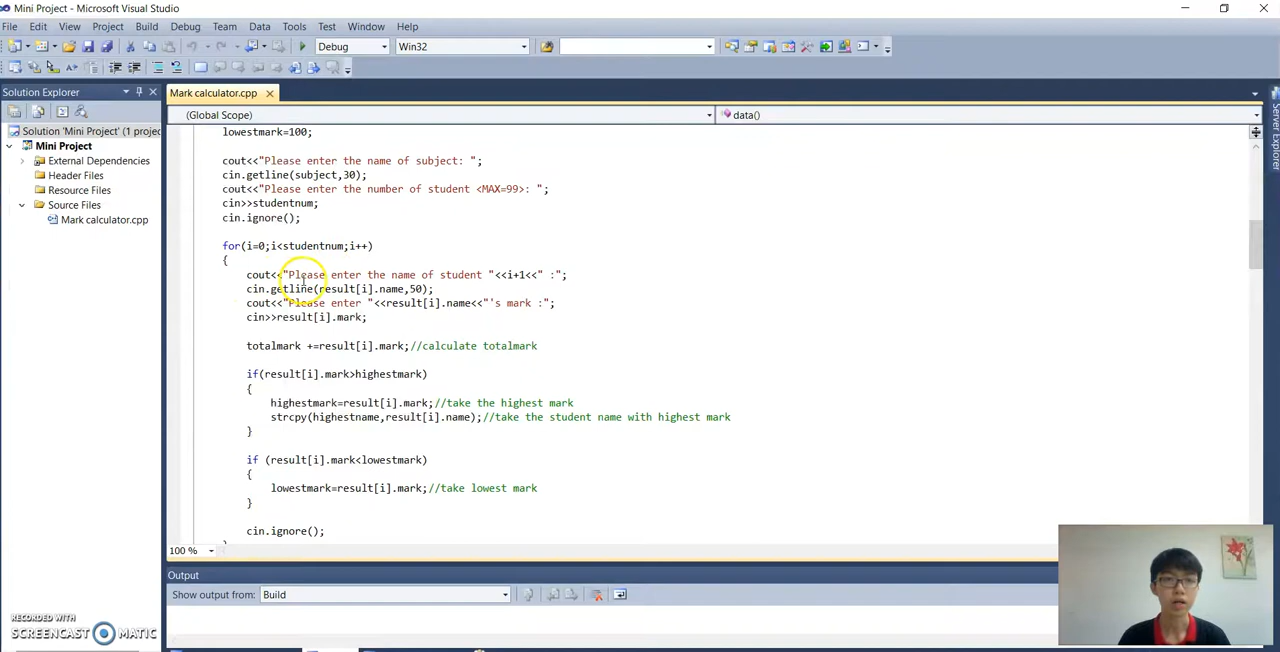 Mini Project - Microsoft Visual Studio
File Edit View Project Build Debug Team Tools Data Test Window Help
Debug Win32
Solution Explorer
Mark calculator.cpp
(Global Scope) data()
Solution 'Mini Project' (1 projec
Mini Project
External Dependencies
Header Files
Resource Files
Source Files
Mark calculator.cpp
lowestmark=100;
cout<<"Please enter the name of subject: ";
cin.getline(subject,30);
cout<<"Please enter the number of student <MAX=99>: ";
cin>>studentnum;
cin.ignore();
for(i=0;i<studentnum;i++)
{
cout<<"Please enter the name of student "<<i+1<<" :";
cin.getline(result[i].name,50);
cout<<"Please enter "<<result[i].name<<"'s mark :";
cin>>result[i].mark;
totalmark +=result[i].mark;//calculate totalmark
if(result[i].mark>highestmark)
{
highestmark=result[i].mark;//take the highest mark
strcpy(highestname,result[i].name);//take the student name with highest mark
}
if (result[i].mark<lowestmark)
{
lowestmark=result[i].mark;//take lowest mark
}
cin.ignore();
100 %
Output
Show output from: Build
Server Explorer
RECORDED WITH
SCREENCAST MATIC